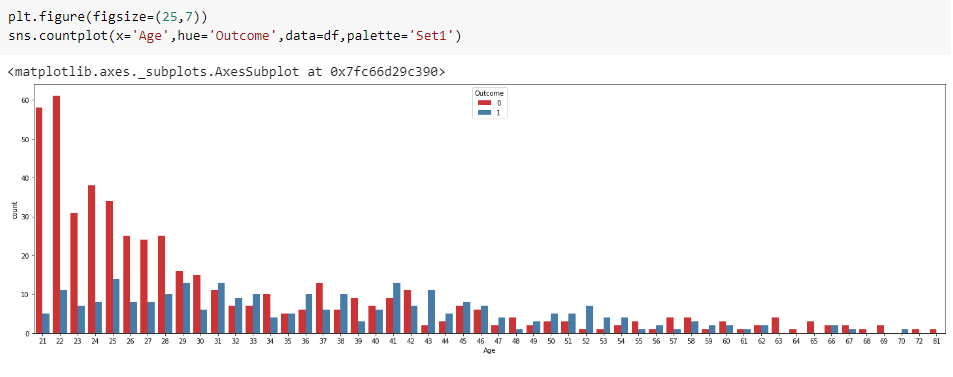 plt.figure(figsize=(25,7))
sns.countplot(x='Age',hue='Outcome',data=df,palette='Set1')
<matplotlib.axes._subplots.AxesSubplot at 0x7fc66d29c390>
Outcome
0
1
60
50
40
30
20
10
0
count
21 22 23 24 25 26 27 28 29 30 31 32 33 34 35 36 37 38 39 40 41 42 43 44 45 46 47 48 49 50 51 52 53 54 55 56 57 58 59 60 61 62 63 64 65 66 67 68 69 70 72 81
Age